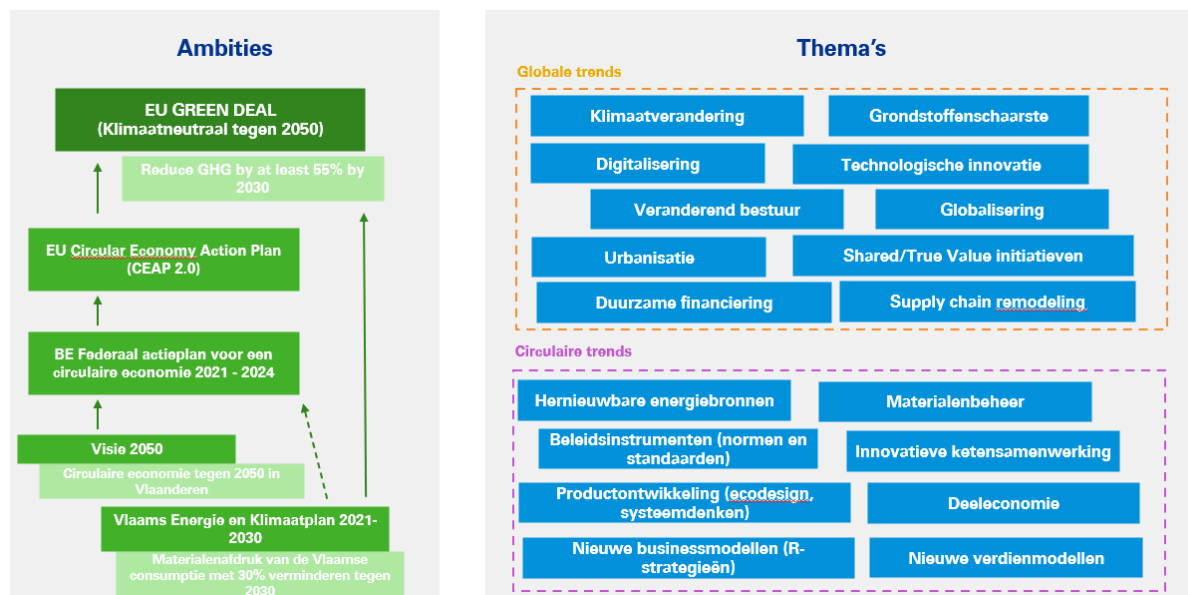 Ambities
EU GREEN DEAL
(Klimaatneutraal tegen 2050)
Reduce GHG by at least 55% by
2030
EU Circular Economy Action Plan
(CEAP 2.0)
BE Federaal actieplan voor een
circulaire economie 2021 - 2024
Visie 2050
Circulaire economie tegen 2050 in
Vlaanderen
Vlaams Energie en Klimaatplan 2021-
2030
Materialenafdruk van de Vlaamse
consumptie met 30% verminderen tegen
2030
Thema's
Globale trends
Klimaatverandering
Grondstoffenschaarste
Digitalisering
Technologische innovatie
Veranderend bestuur
Globalisering
Urbanisatie
Shared/True Value initiatieven
Duurzame financiering
Supply chain remodeling
Circulaire trends
Hernieuwbare energiebronnen
Materialenbeheer
Beleidsinstrumenten (normen en
standaarden)
Innovatieve ketensamenwerking
Productontwikkeling (ecodesign,
systeemdenken)
Deeleconomie
Nieuwe businessmodellen (R-
strategieën)
Nieuwe verdienmodellen